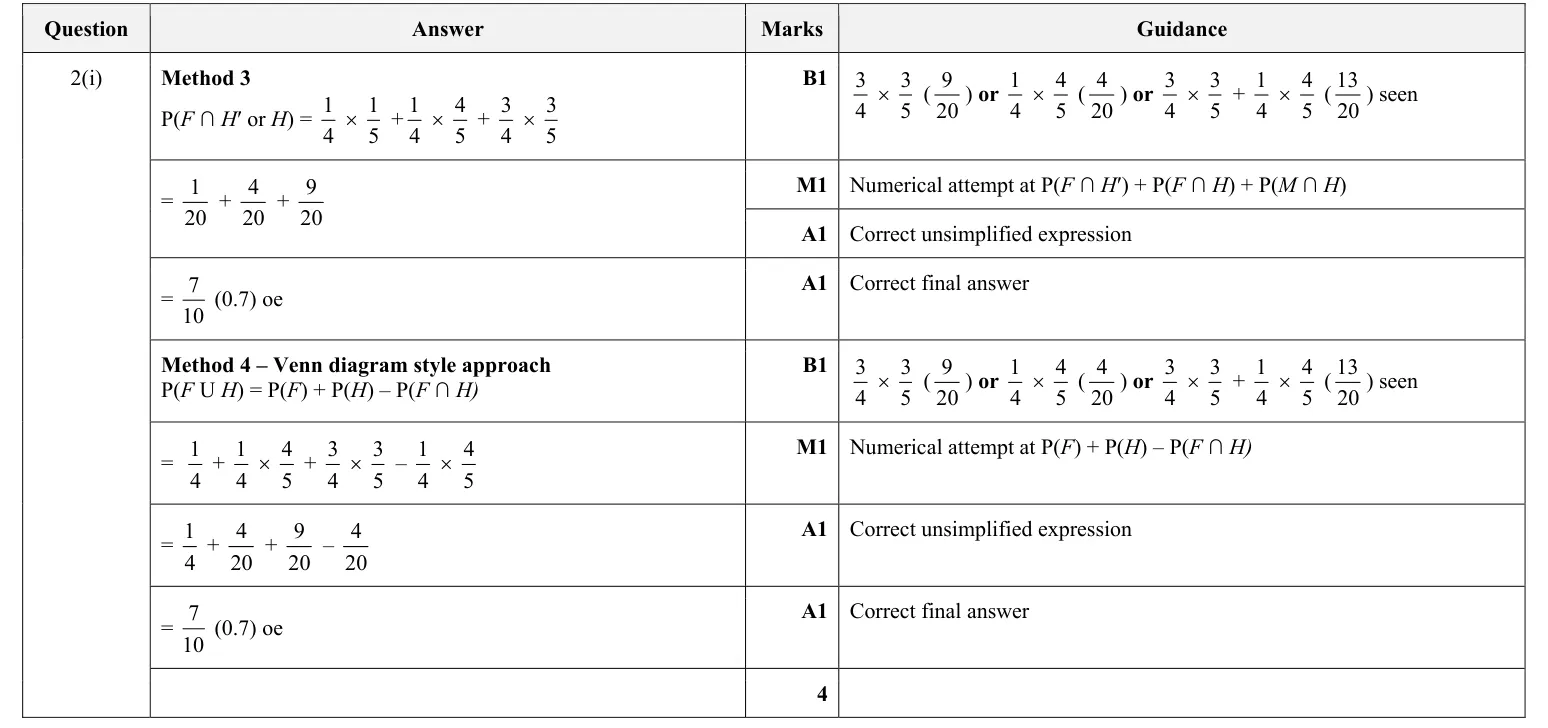 Question Answer Marks Guidance
2(i) Method 3 B1 3/4 × 3/5 (9/20) or 1/4 × 4/5 (4/20) or 3/4 × 3/5 + 1/4 × 4/5 (13/20) seen
P(F ∩ H′ or H) = 1/4 × 1/5 + 1/4 × 4/5 + 3/4 × 3/5
= 1/20 + 4/20 + 9/20 M1 Numerical attempt at P(F ∩ H′) + P(F ∩ H) + P(M ∩ H)
A1 Correct unsimplified expression
= 7/10 (0.7) oe A1 Correct final answer
Method 4 – Venn diagram style approach B1 3/4 × 3/5 (9/20) or 1/4 × 4/5 (4/20) or 3/4 × 3/5 + 1/4 × 4/5 (13/20) seen
P(F U H) = P(F) + P(H) – P(F ∩ H)
= 1/4 + 1/4 × 4/5 + 3/4 × 3/5 – 1/4 × 4/5 M1 Numerical attempt at P(F) + P(H) – P(F ∩ H)
= 1/4 + 4/20 + 9/20 – 4/20 A1 Correct unsimplified expression
= 7/10 (0.7) oe A1 Correct final answer
4